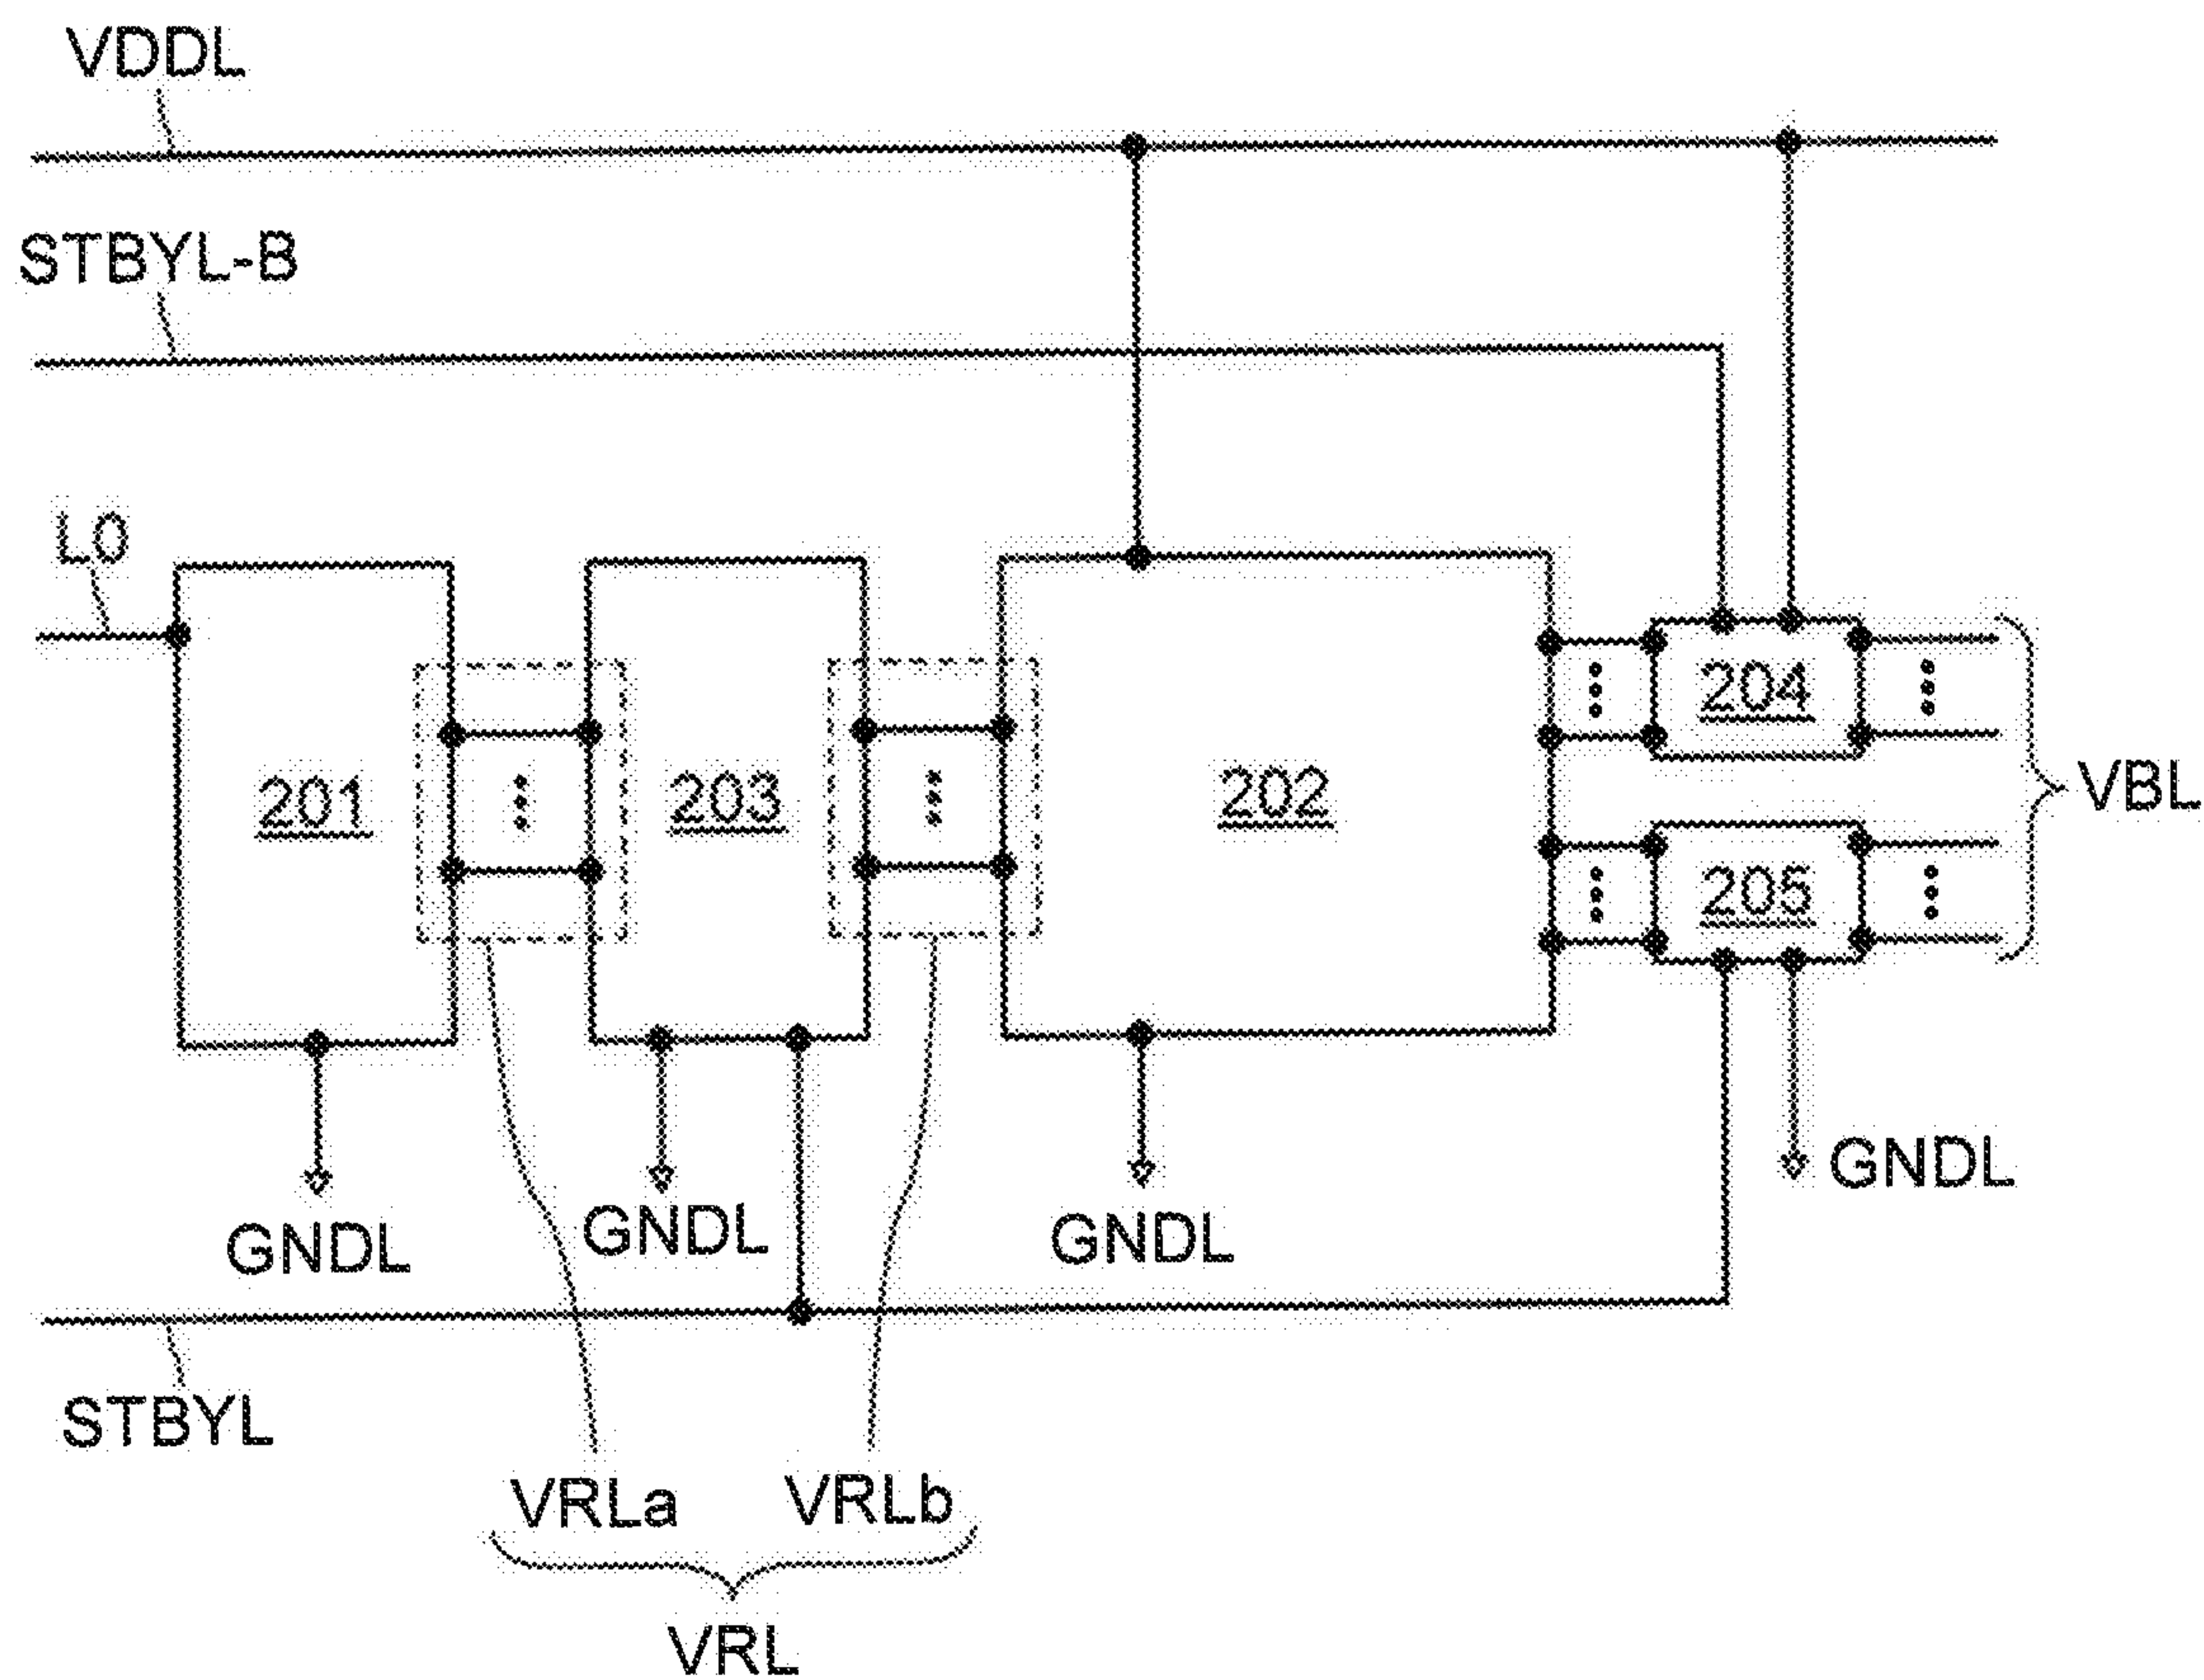 VDDL
STBYL-B
L0
204
VBL
201
203
202
205
GNDL
GNDL
GNDL
GNDL
STBYL
VRLa
VRLb
VRL